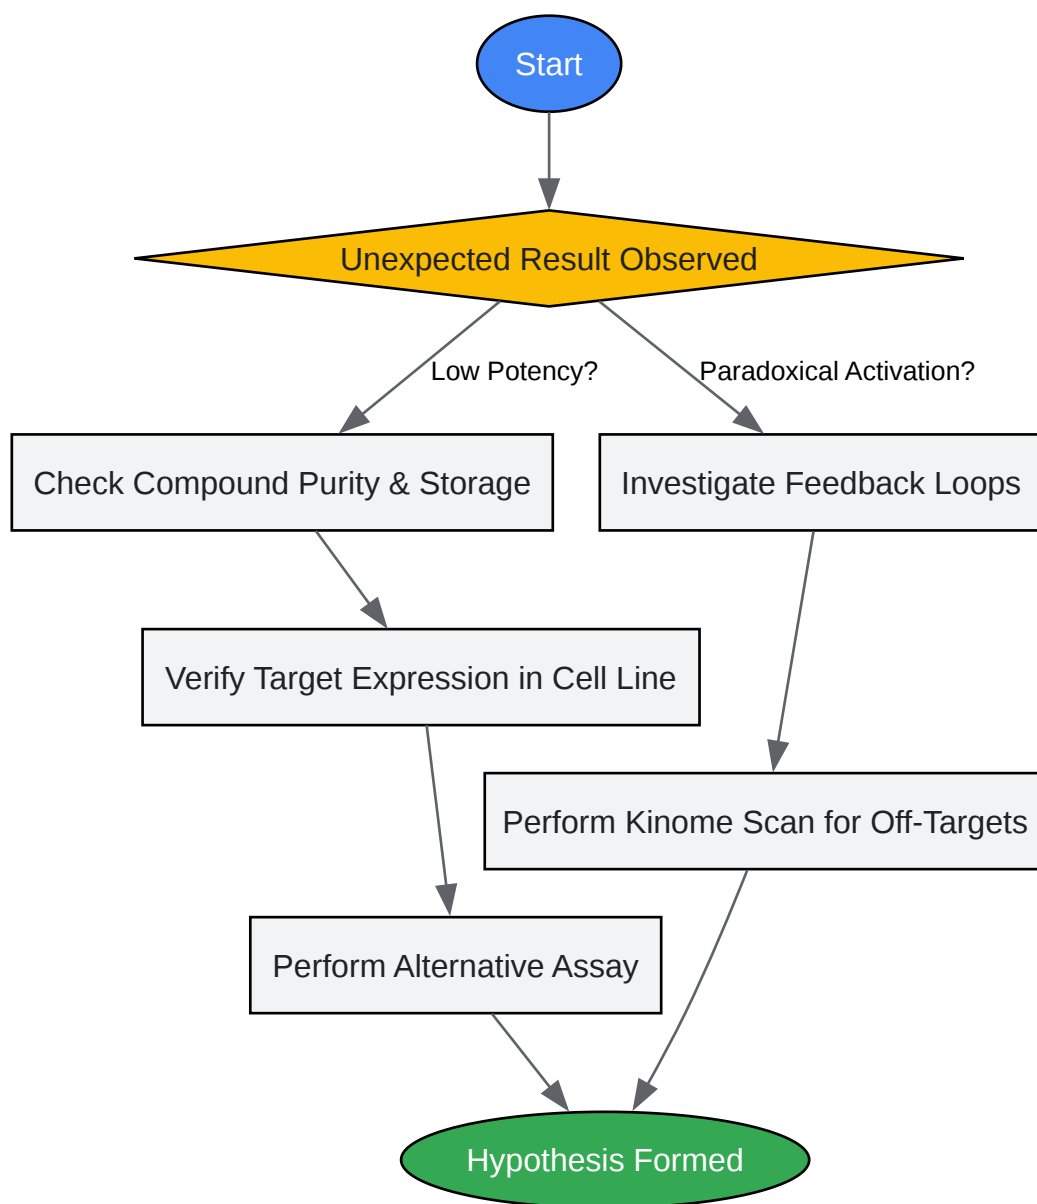 Start
Unexpected Result Observed
Low Potency?
Paradoxical Activation?
Check Compound Purity & Storage
Investigate Feedback Loops
Verify Target Expression in Cell Line
Perform Kinome Scan for Off-Targets
Perform Alternative Assay
Hypothesis Formed